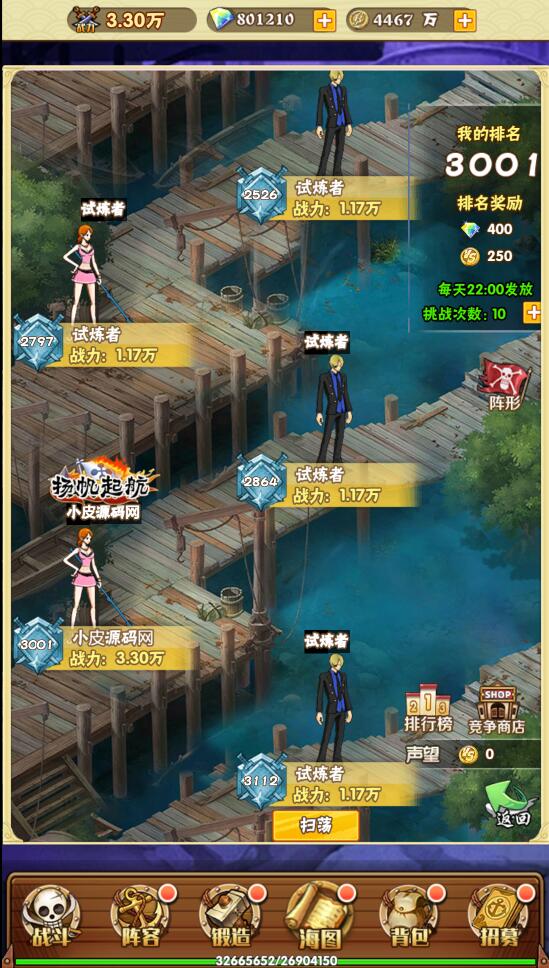 战力 3.30万
801210
4467 万
我的排名
3001
排名奖励
400
250
每天22:00发放
挑战次数: 10
2526
试炼者
战力: 1.17万
试炼者
2797
试炼者
战力: 1.17万
试炼者
阵形
2864
试炼者
战力: 1.17万
扬帆起航
小皮源码网
3001
小皮源码网
战力: 3.30万
试炼者
1 2 3
排行榜
SHOP
竞争商店
声望 0
3112
试炼者
战力: 1.17万
返回
扫荡
战斗
阵容
锻造
海图
背包
招募
32665652/26904150